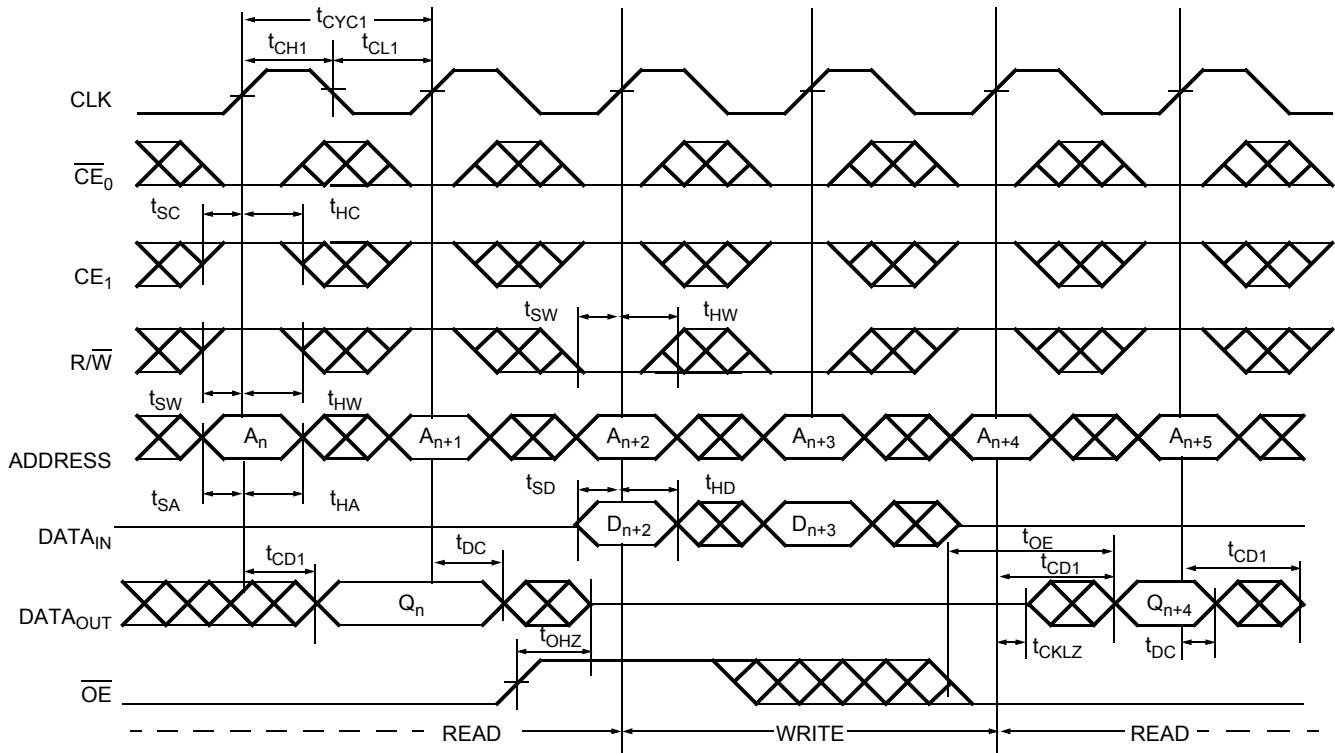 tCYC1
tCH1 tCL1
CLK
CE0
tSC tHC
CE1
tSW tHW
R/W
tSW tHW
ADDRESS An An+1 An+2 An+3 An+4 An+5
tSA tHA tSD tHD
DATAIN Dn+2 Dn+3
tOE
tCD1 tDC tCD1 tCD1
DATAOUT Qn Qn+4
tOHZ tCKLZ tDC
OE
READ WRITE READ